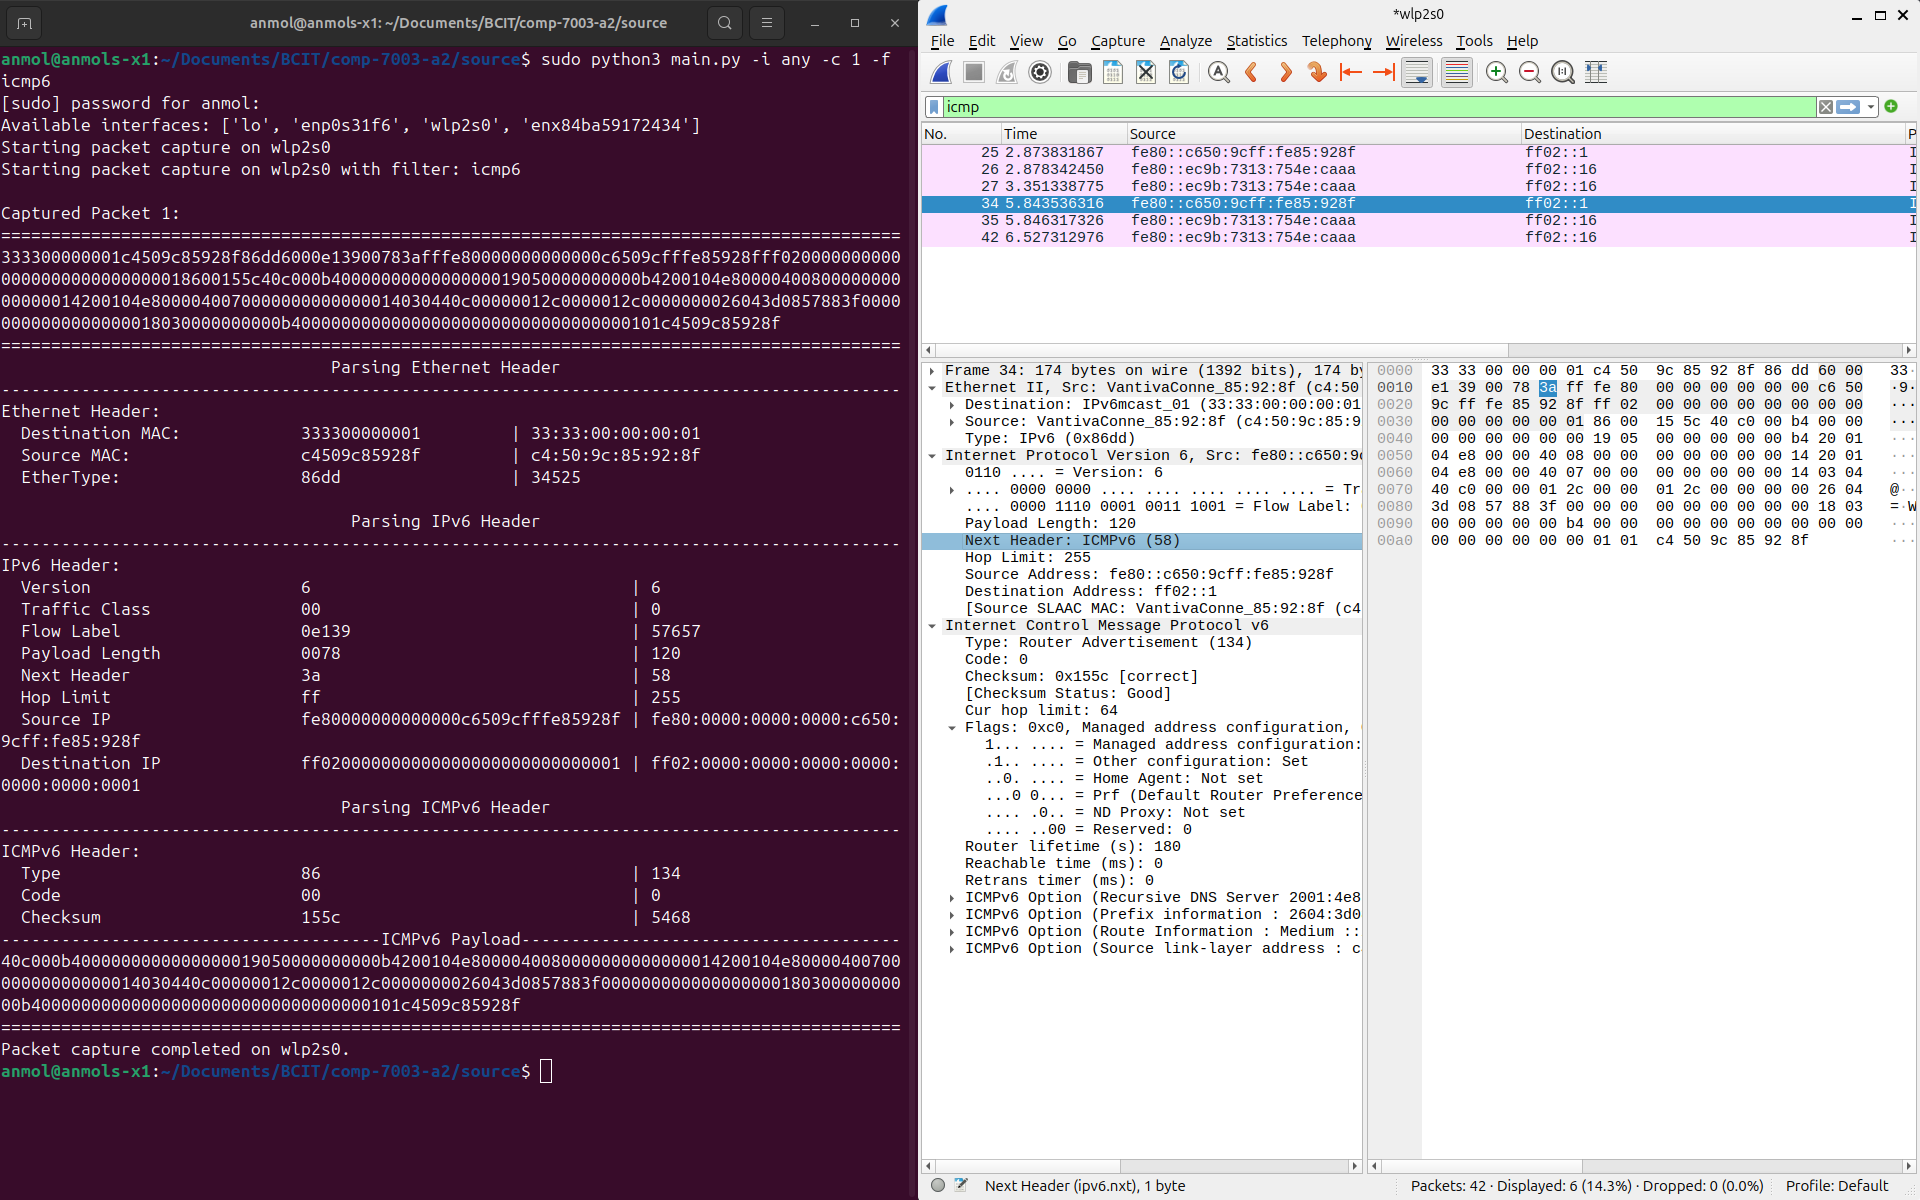 anmol@anmols-x1: ~/Documents/BCIT/comp-7003-a2/source
anmol@anmols-x1:~/Documents/BCIT/comp-7003-a2/source$ sudo python3 main.py -i any -c 1 -f
icmp6
[sudo] password for anmol:
Available interfaces: ['lo', 'enp0s31f6', 'wlp2s0', 'enx84ba59172434']
Starting packet capture on wlp2s0
Starting packet capture on wlp2s0 with filter: icmp6
Captured Packet 1:
Parsing Ethernet Header
Ethernet Header:
Destination MAC: 333300000001 | 33:33:00:00:00:01
Source MAC: c4509c85928f | c4:50:9c:85:92:8f
EtherType: 86dd | 34525
Parsing IPv6 Header
IPv6 Header:
Version 6 | 6
Traffic Class 00 | 0
Flow Label 0e139 | 57657
Payload Length 0078 | 120
Next Header 3a | 58
Hop Limit ff | 255
Source IP fe80000000000000c6509cfffe85928f | fe80:0000:0000:0000:c650:
9cff:fe85:928f
Destination IP ff020000000000000000000000000001 | ff02:0000:0000:0000:0000:
0000:0000:0001
Parsing ICMPv6 Header
ICMPv6 Header:
Type 86 | 134
Code 00 | 0
Checksum 155c | 5468
ICMPv6 Payload
Packet capture completed on wlp2s0.
anmol@anmols-x1:~/Documents/BCIT/comp-7003-a2/source$
*wlp2s0
File Edit View Go Capture Analyze Statistics Telephony Wireless Tools Help
icmp
No. Time Source Destination P
25 2.873831867 fe80::c650:9cff:fe85:928f ff02::1 I
26 2.878342450 fe80::ec9b:7313:754e:caaa ff02::16 I
27 3.351338775 fe80::ec9b:7313:754e:caaa ff02::16 I
34 5.843536316 fe80::c650:9cff:fe85:928f ff02::1 I
35 5.846317326 fe80::ec9b:7313:754e:caaa ff02::16 I
42 6.527312976 fe80::ec9b:7313:754e:caaa ff02::16 I
Frame 34: 174 bytes on wire (1392 bits), 174 by
Ethernet II, Src: VantivaConne_85:92:8f (c4:50
Destination: IPv6mcast_01 (33:33:00:00:00:01
Source: VantivaConne_85:92:8f (c4:50:9c:85:9
Type: IPv6 (0x86dd)
Internet Protocol Version 6, Src: fe80::c650:9c
0110 .... = Version: 6
.... 0000 0000 .... .... .... .... .... = Tr
.... 0000 1110 0001 0011 1001 = Flow Label:
Payload Length: 120
Next Header: ICMPv6 (58)
Hop Limit: 255
Source Address: fe80::c650:9cff:fe85:928f
Destination Address: ff02::1
[Source SLAAC MAC: VantivaConne_85:92:8f (c4
Internet Control Message Protocol v6
Type: Router Advertisement (134)
Code: 0
Checksum: 0x155c [correct]
[Checksum Status: Good]
Cur hop limit: 64
Flags: 0xc0, Managed address configuration,
1... .... = Managed address configuration:
.1.. .... = Other configuration: Set
..0. .... = Home Agent: Not set
...0 0... = Prf (Default Router Preference
.... .0.. = ND Proxy: Not set
.... ..00 = Reserved: 0
Router lifetime (s): 180
Reachable time (ms): 0
Retrans timer (ms): 0
ICMPv6 Option (Recursive DNS Server 2001:4e8
ICMPv6 Option (Prefix information : 2604:3d0
ICMPv6 Option (Route Information : Medium ::
ICMPv6 Option (Source link-layer address : c
0000 33 33 00 00 00 01 c4 50 9c 85 92 8f 86 dd 60 00 33·
0010 e1 39 00 78 3a ff fe 80 00 00 00 00 00 00 c6 50 ·9·
0020 9c ff fe 85 92 8f ff 02 00 00 00 00 00 00 00 00 ···
0030 00 00 00 00 00 01 86 00 15 5c 40 c0 00 b4 00 00 ···
0040 00 00 00 00 00 00 19 05 00 00 00 00 00 b4 20 01 ···
0050 04 e8 00 00 40 08 00 00 00 00 00 00 00 14 20 01 ···
0060 04 e8 00 00 40 07 00 00 00 00 00 00 00 14 03 04 ···
0070 40 c0 00 00 01 2c 00 00 01 2c 00 00 00 00 26 04 @··
0080 3d 08 57 88 3f 00 00 00 00 00 00 00 00 00 18 03 =·W
0090 00 00 00 00 00 b4 00 00 00 00 00 00 00 00 00 00 ···
00a0 00 00 00 00 00 00 01 01 c4 50 9c 85 92 8f ···
Next Header (ipv6.nxt), 1 byte
Packets: 42 · Displayed: 6 (14.3%) · Dropped: 0 (0.0%)
Profile: Default